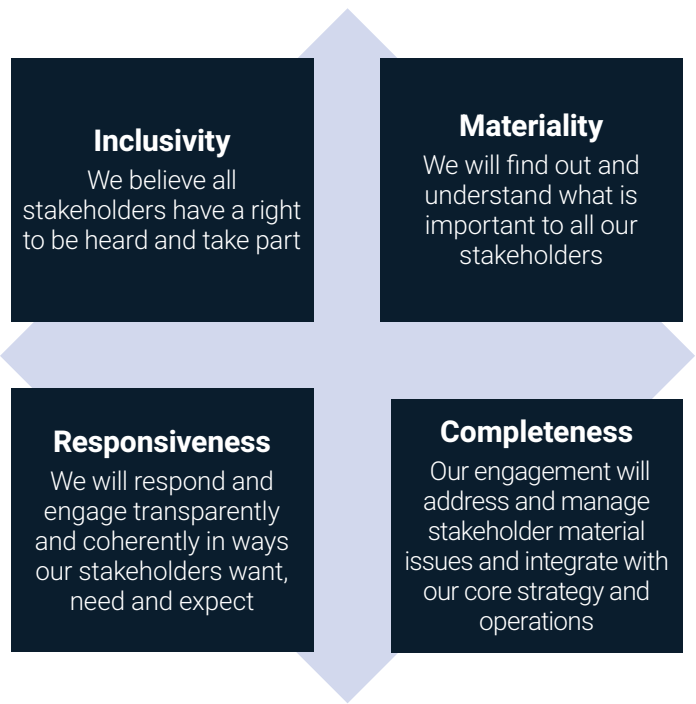 Inclusivity
We believe all
stakeholders have a right
to be heard and take part
Materiality
We will find out and
understand what is
important to all our
stakeholders
Responsiveness
We will respond and
engage transparently
and coherently in ways
our stakeholders want,
need and expect
Completeness
Our engagement will
address and manage
stakeholder material
issues and integrate with
our core strategy and
operations